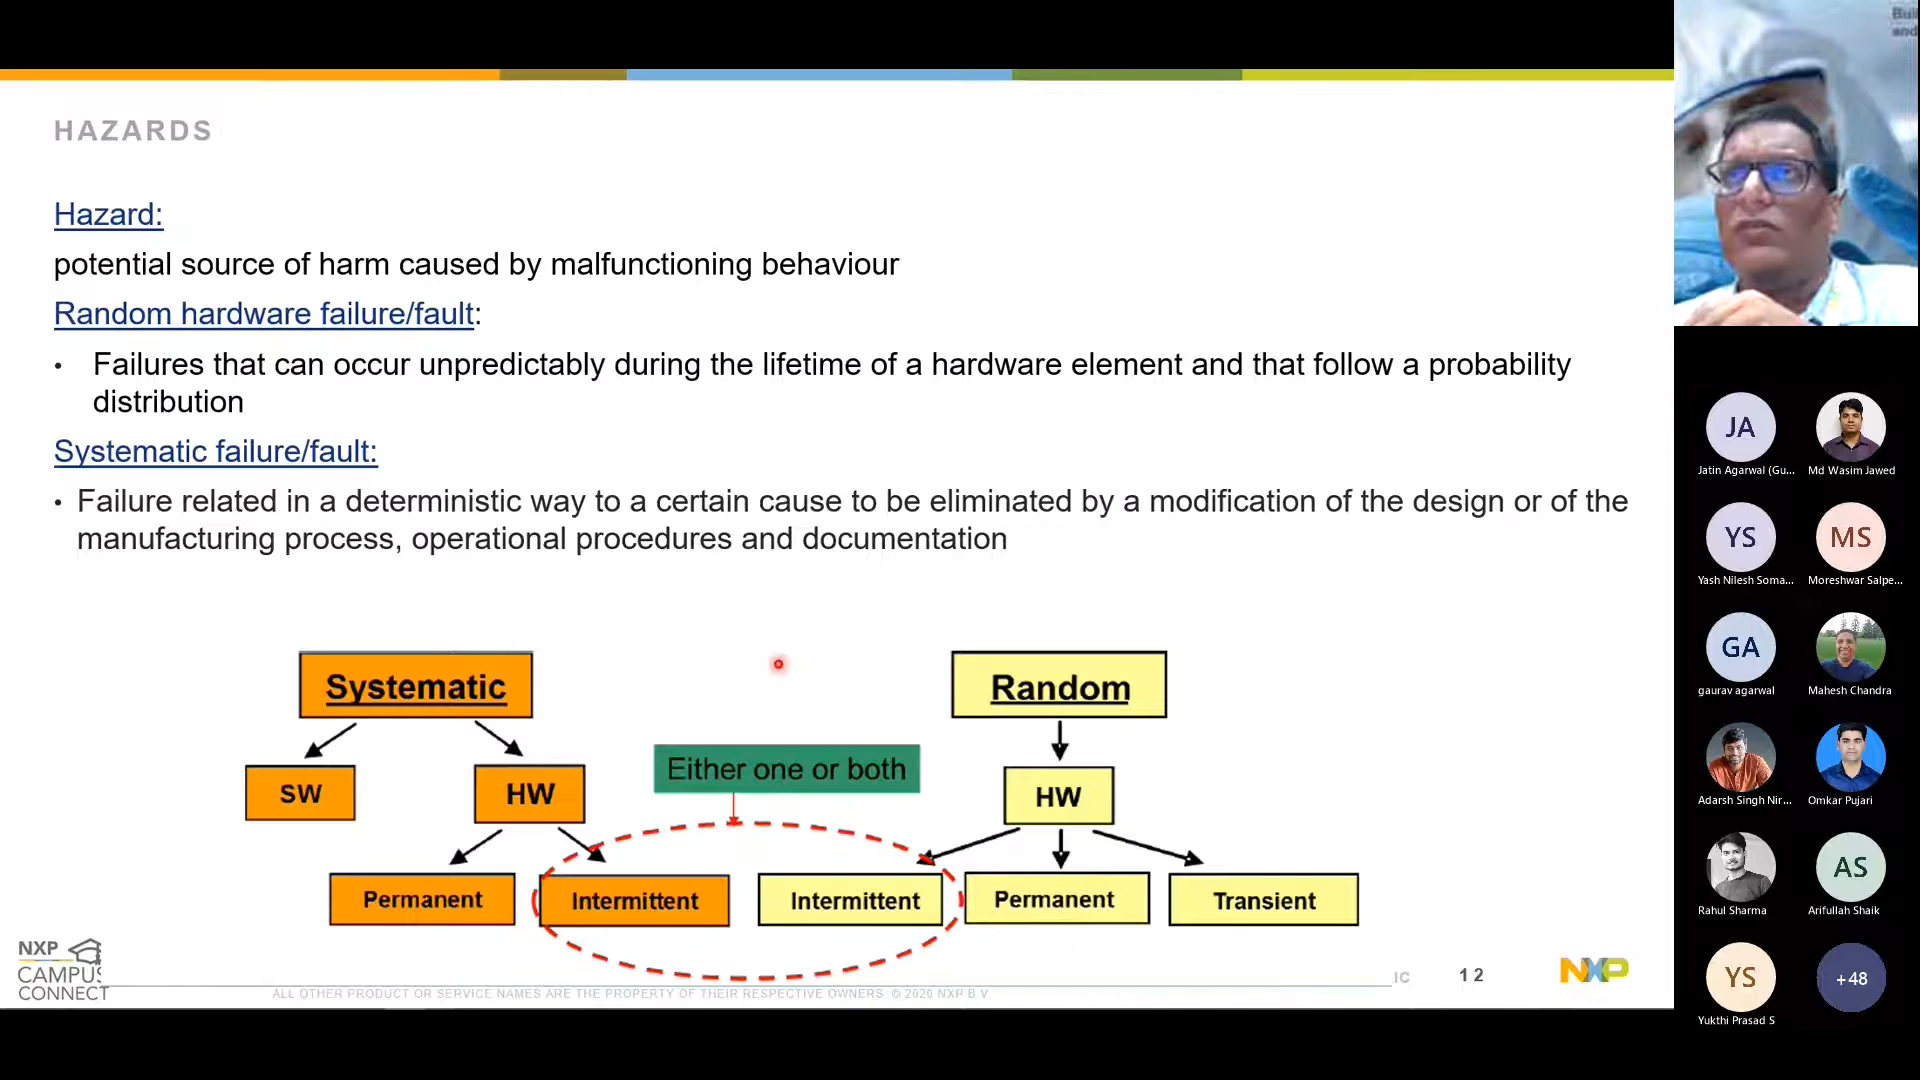 HAZARDS
Hazard:
potential source of harm caused by malfunctioning behaviour
Random hardware failure/fault:
• Failures that can occur unpredictably during the lifetime of a hardware element and that follow a probability
distribution
Systematic failure/fault:
• Failure related in a deterministic way to a certain cause to be eliminated by a modification of the design or of the
manufacturing process, operational procedures and documentation
Systematic
Random
Either one or both
SW
HW
HW
Permanent
Intermittent
Intermittent
Permanent
Transient
NXP
CAMPUS
CONNECT
ALL OTHER PRODUCT OR SERVICE NAMES ARE THE PROPERTY OF THEIR RESPECTIVE OWNERS © 2020 NXP B V
IC
12
NXP
and
JA
Jatin Agarwal (Gu...
Md Wasim Jawed
YS
Yash Nilesh Soma...
MS
Moreshwar Salpe...
GA
gaurav agarwal
Mahesh Chandra
Adarsh Singh Nir...
Omkar Pujari
Rahul Sharma
AS
Arifullah Shaik
YS
Yukthi Prasad S
+48